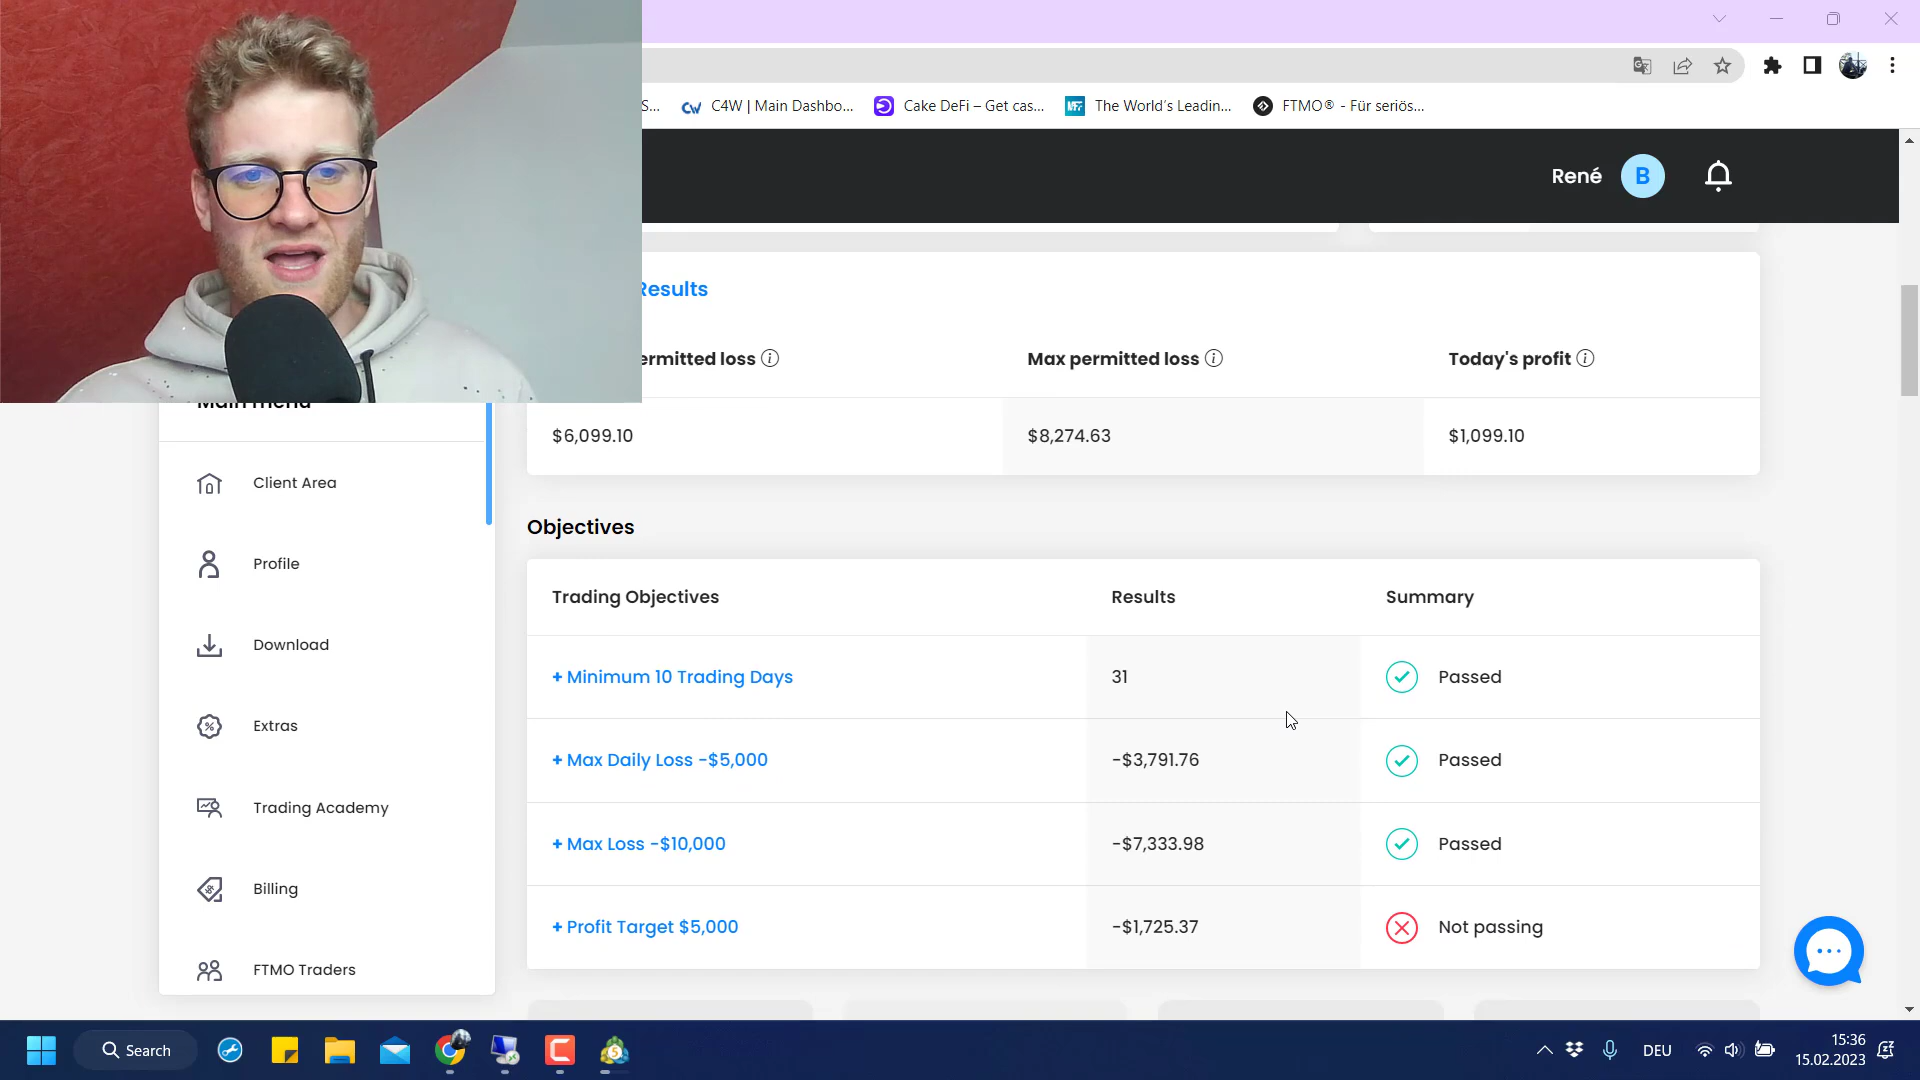 S...
C4W | Main Dashbo...
Cake DeFi – Get cas...
The World's Leadin...
FTMO® - Für seriös...
René
B
Results
ermitted loss
Max permitted loss
Today's profit
$6,099.10
$8,274.63
$1,099.10
Main menu
Client Area
Profile
Download
Extras
Trading Academy
Billing
FTMO Traders
Objectives
Trading Objectives
Results
Summary
+ Minimum 10 Trading Days
31
Passed
+ Max Daily Loss -$5,000
-$3,791.76
Passed
+ Max Loss -$10,000
-$7,333.98
Passed
+ Profit Target $5,000
-$1,725.37
Not passing
Search
DEU
15:36
15.02.2023